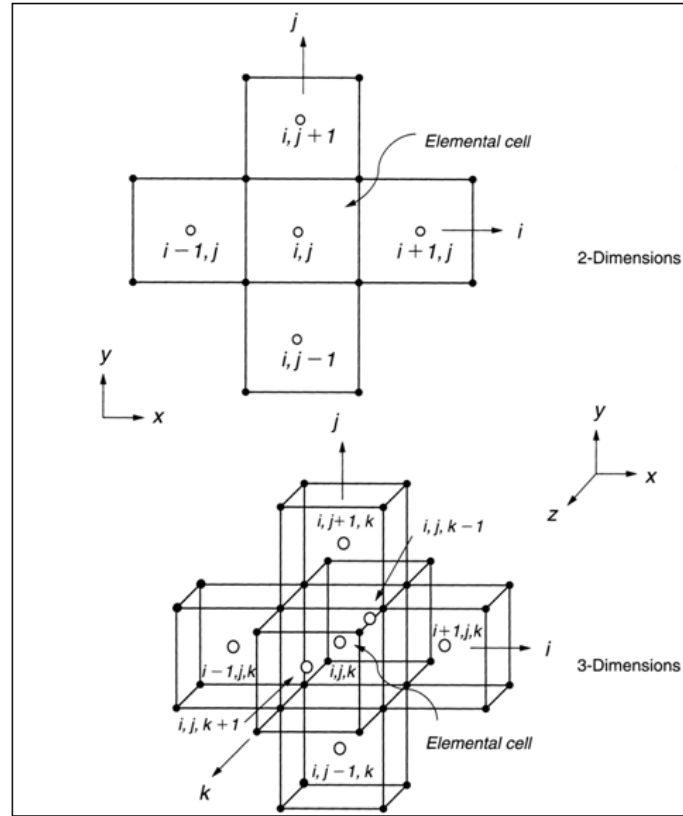 j
i, j + 1
Elemental cell
i − 1, j
i, j
i + 1, j
i
2-Dimensions
i, j − 1
y
x
j
y
x
z
i, j+1, k
i, j, k − 1
i+1,j,k
i
i−1,j,k
i,j,k
3-Dimensions
i, j, k + 1
Elemental cell
i, j−1, k
k